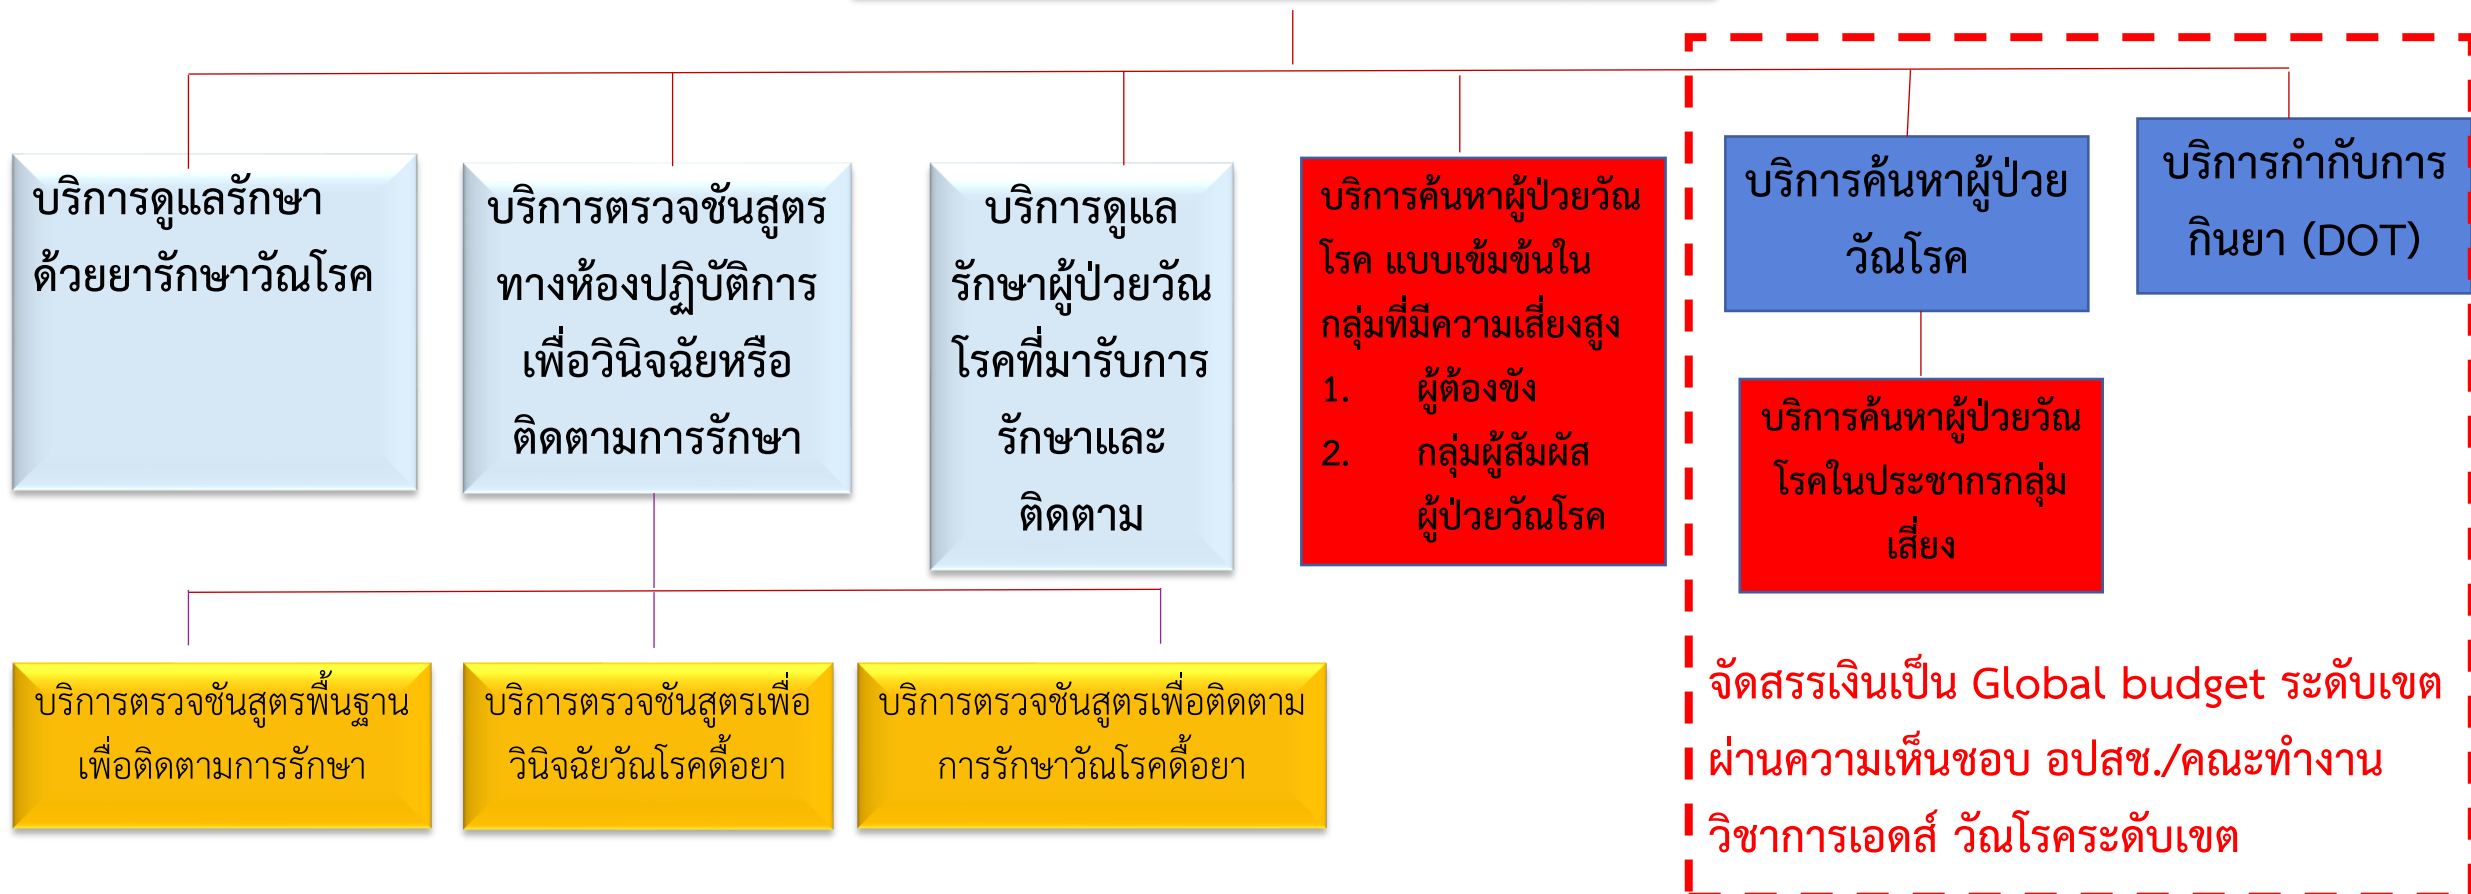 บริการดูแลรักษา
ด้วยยารักษาวัณโรค
บริการตรวจชันสูตร
ทางห้องปฏิบัติการ
เพื่อวินิจฉัยหรือ
ติดตามการรักษา
บริการดูแล
รักษาผู้ป่วยวัณ
โรคที่มารับการ
รักษาและ
ติดตาม
บริการค้นหาผู้ป่วยวัณ
โรค แบบเข้มข้นใน
กลุ่มที่มีความเสี่ยงสูง
1. ผู้ต้องขัง
2. กลุ่มผู้สัมผัส
ผู้ป่วยวัณโรค
บริการค้นหาผู้ป่วย
วัณโรค
บริการกำกับการ
กินยา (DOT)
บริการค้นหาผู้ป่วยวัณ
โรคในประชากรกลุ่ม
เสี่ยง
บริการตรวจชันสูตรพื้นฐาน
เพื่อติดตามการรักษา
บริการตรวจชันสูตรเพื่อ
วินิจฉัยวัณโรคดื้อยา
บริการตรวจชันสูตรเพื่อติดตาม
การรักษาวัณโรคดื้อยา
จัดสรรเงินเป็น Global budget ระดับเขต
ผ่านความเห็นชอบ อปสช./คณะทำงาน
วิชาการเอดส์ วัณโรคระดับเขต